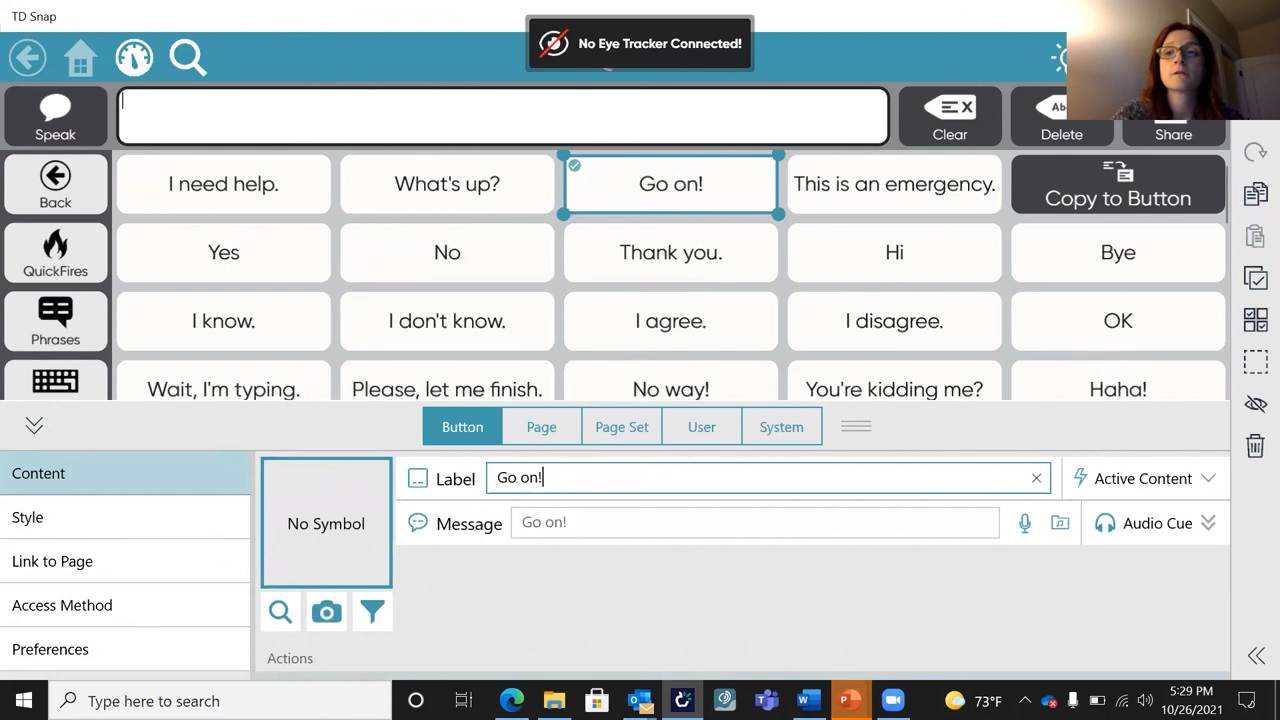 TD Snap
No Eye Tracker Connected!
Speak
Clear
Abc
Delete
Share
Back
I need help.
What's up?
Go on!
This is an emergency.
Copy to Button
QuickFires
Yes
No
Thank you.
Hi
Bye
Phrases
I know.
I don't know.
I agree.
I disagree.
OK
Wait, I'm typing.
Please, let me finish.
No way!
You're kidding me?
Haha!
Button
Page
Page Set
User
System
Content
Style
Link to Page
Access Method
Preferences
No Symbol
Label
Go on!
Active Content
Message
Go on!
Audio Cue
Actions
Type here to search
73°F
5:29 PM
10/26/2021